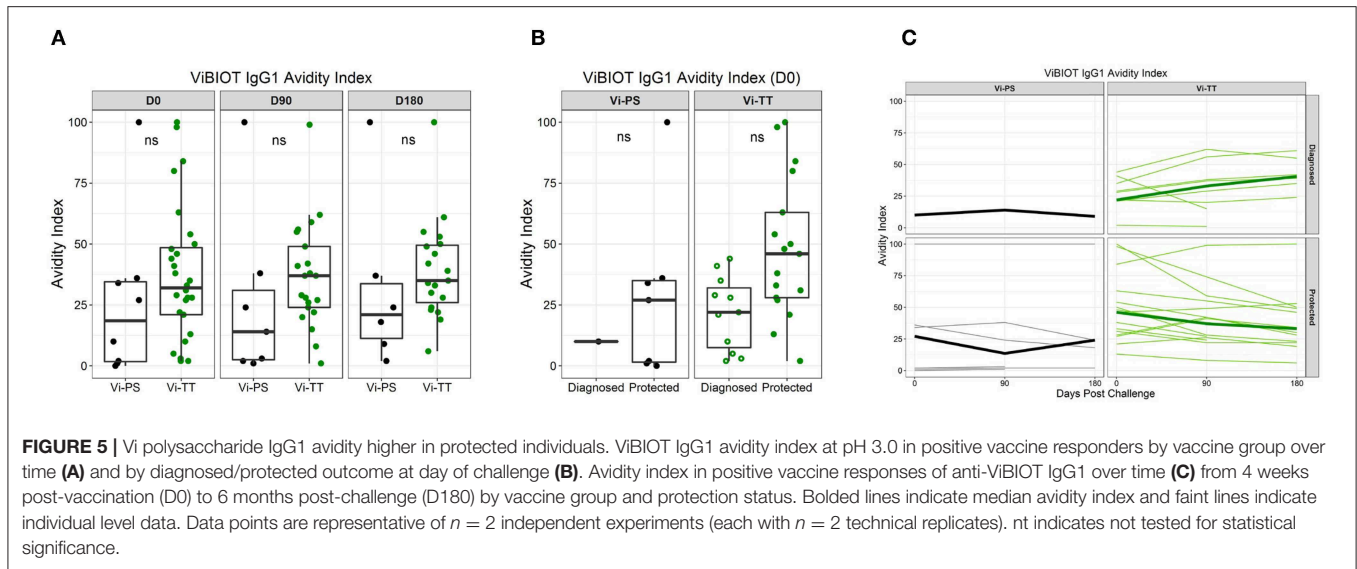 A
ViBIOT IgG1 Avidity Index
D0 D90 D180
100
75
50
25
0
Avidity Index
ns ns ns
Vi-PS Vi-TT Vi-PS Vi-TT Vi-PS Vi-TT
B
ViBIOT IgG1 Avidity Index (D0)
Vi-PS Vi-TT
100
75
50
25
0
Avidity Index
ns ns
Diagnosed Protected Diagnosed Protected
C
ViBIOT IgG1 Avidity Index
Vi-PS Vi-TT
100
75
50
25
0
Diagnosed
100
75
50
25
0
Protected
Avidity Index
0 90 180 0 90 180
Days Post Challenge
FIGURE 5 | Vi polysaccharide IgG1 avidity higher in protected individuals. ViBIOT IgG1 avidity index at pH 3.0 in positive vaccine responders by vaccine group over
time (A) and by diagnosed/protected outcome at day of challenge (B). Avidity index in positive vaccine responses of anti-ViBIOT IgG1 over time (C) from 4 weeks
post-vaccination (D0) to 6 months post-challenge (D180) by vaccine group and protection status. Bolded lines indicate median avidity index and faint lines indicate
individual level data. Data points are representative of n = 2 independent experiments (each with n = 2 technical replicates). nt indicates not tested for statistical
significance.